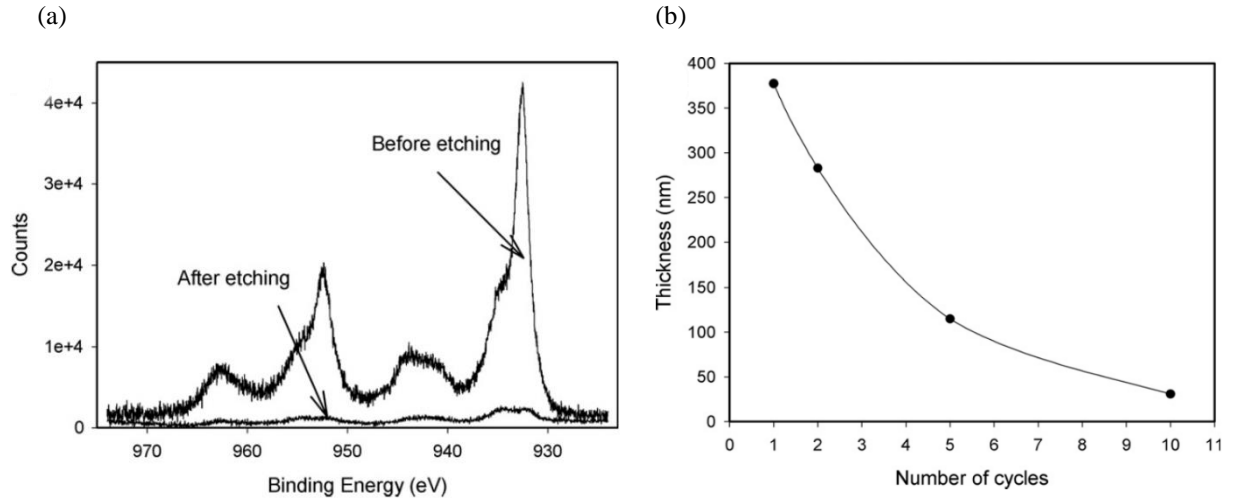 (a)
4e+4
3e+4
2e+4
1e+4
0
Counts
Before etching
After etching
970
960
950
940
930
Binding Energy (eV)
(b)
400
350
300
250
200
150
100
50
0
Thickness (nm)
0
1
2
3
4
5
6
7
8
9
10
11
Number of cycles